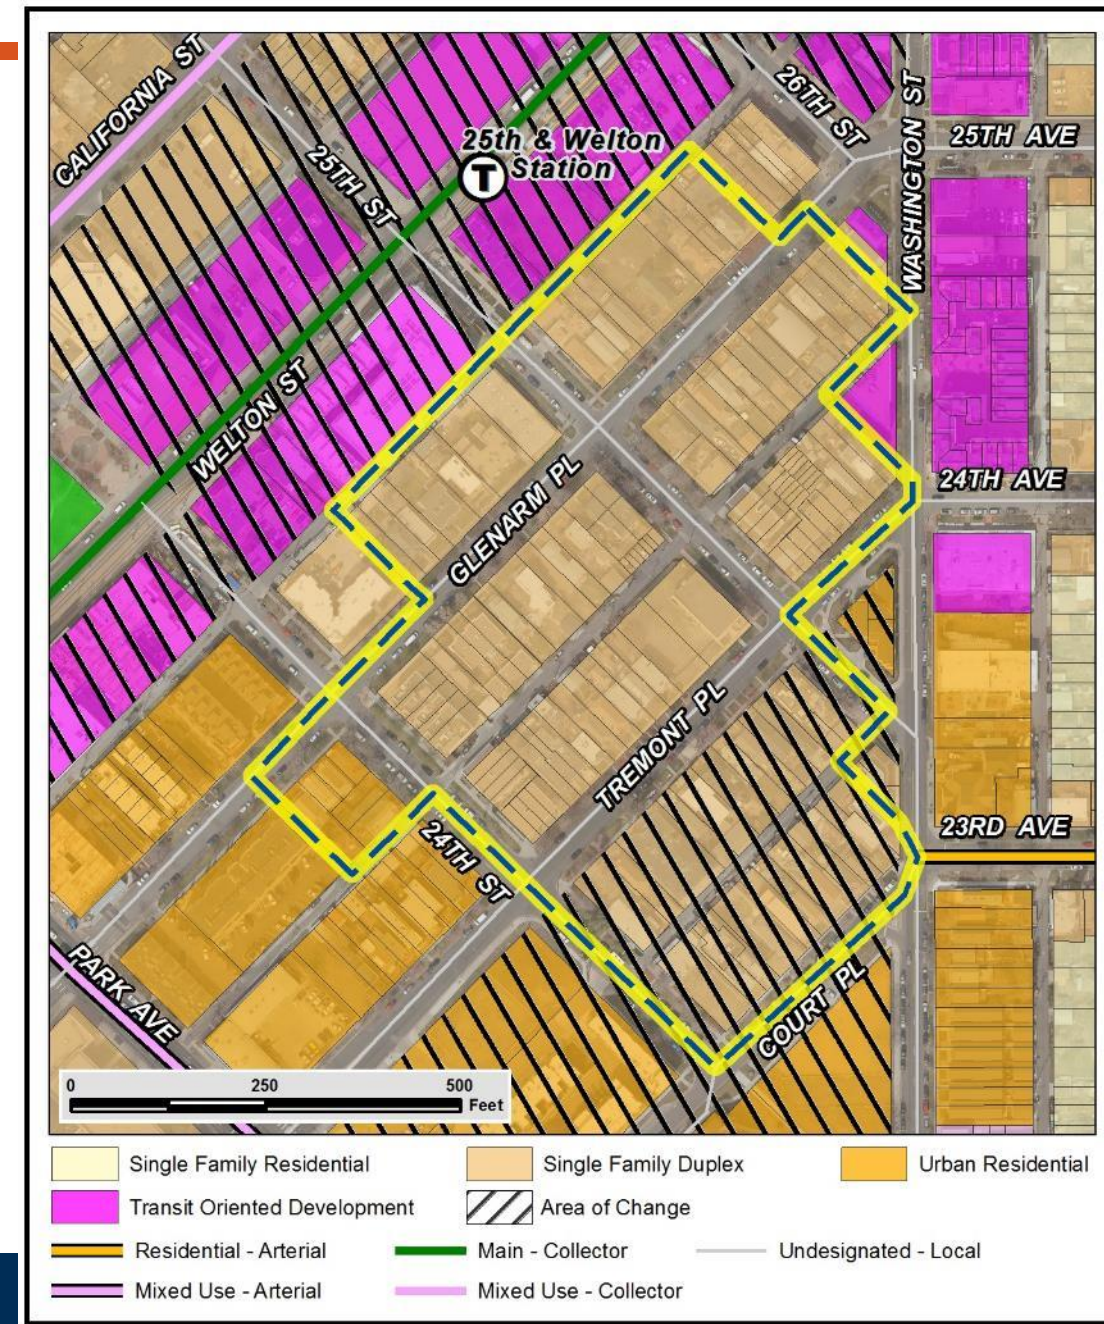 CALIFORNIA ST
25TH ST
25th & Welton
Station
T
26TH ST
WASHINGTON ST
25TH AVE
WELTON ST
GLENARM PL
24TH AVE
TREMONT PL
24TH ST
23RD AVE
PARK AVE
COURT PL
0 250 500
Feet
Single Family Residential Single Family Duplex Urban Residential
Transit Oriented Development Area of Change
Residential - Arterial Main - Collector Undesignated - Local
Mixed Use - Arterial Mixed Use - Collector